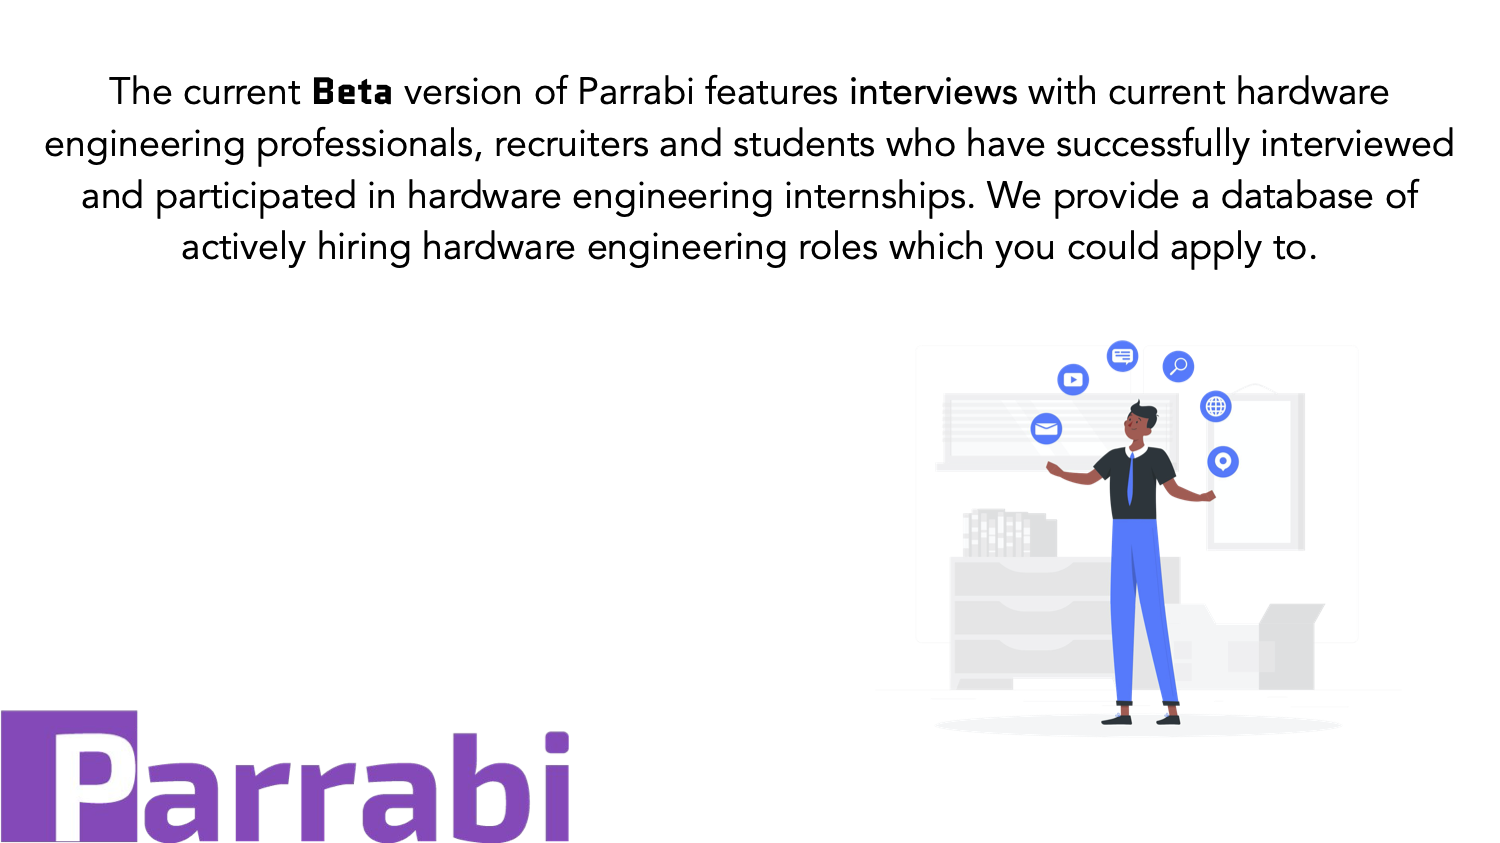 The current Beta version of Parrabi features interviews with current hardware
engineering professionals, recruiters and students who have successfully interviewed
and participated in hardware engineering internships. We provide a database of
actively hiring hardware engineering roles which you could apply to.
Parrabi